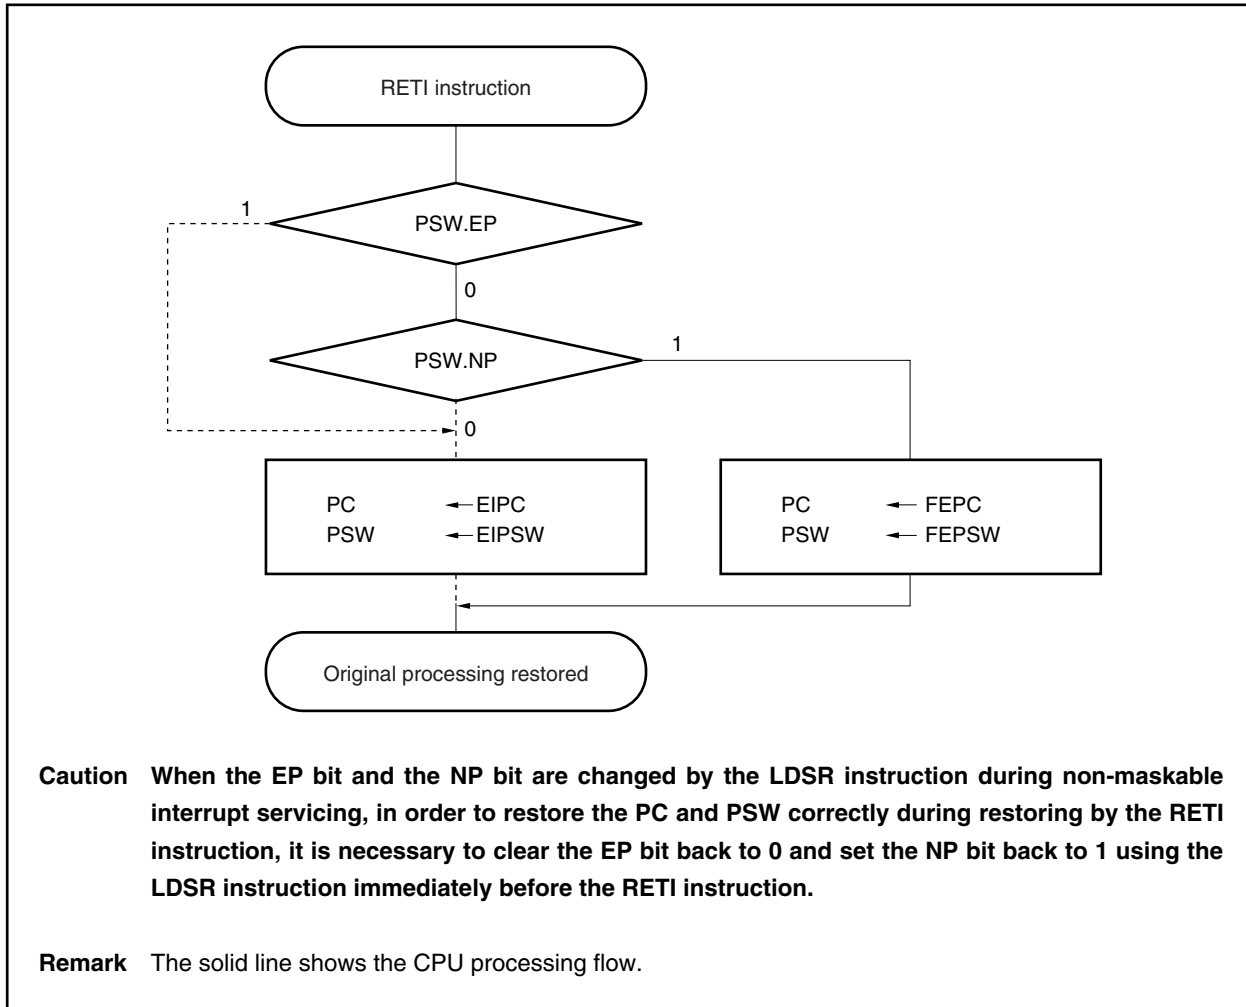 RETI instruction
1
PSW.EP
0
PSW.NP
1
0
PC ← EIPC
PSW ← EIPSW
PC ← FEPC
PSW ← FEPSW
Original processing restored
Caution When the EP bit and the NP bit are changed by the LDSR instruction during non-maskable
interrupt servicing, in order to restore the PC and PSW correctly during restoring by the RETI
instruction, it is necessary to clear the EP bit back to 0 and set the NP bit back to 1 using the
LDSR instruction immediately before the RETI instruction.
Remark The solid line shows the CPU processing flow.